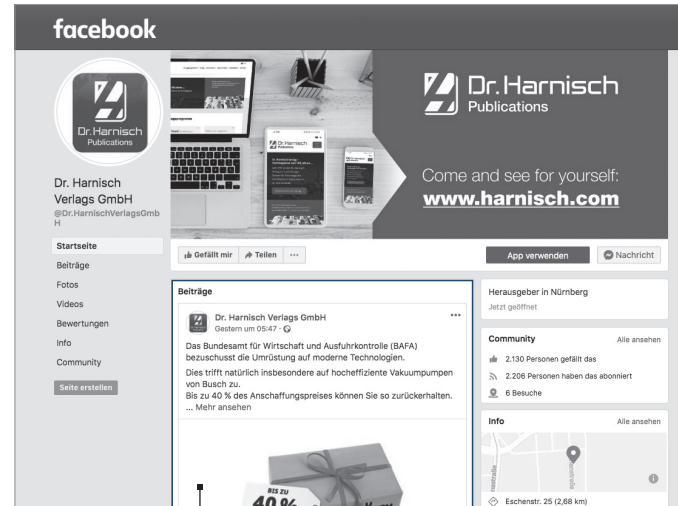 facebook
Dr. Harnisch
Publications
Dr. Harnisch
Publications
Come and see for yourself:
www.harnisch.com
Dr. Harnisch
Verlags GmbH
@Dr.HarnischVerlagsGmb
H
Startseite
Beiträge
Fotos
Videos
Bewertungen
Info
Community
Seite erstellen
Gefällt mir
Teilen
...
App verwenden
Nachricht
Beiträge
Dr. Harnisch Verlags GmbH
Gestern um 05:47 ·
Das Bundesamt für Wirtschaft und Ausfuhrkontrolle (BAFA)
bezuschusst die Umrüstung auf moderne Technologien.
Dies trifft natürlich insbesondere auf hocheffiziente Vakuumpumpen
von Busch zu.
Bis zu 40 % des Anschaffungspreises können Sie so zurückerhalten.
... Mehr ansehen
BIS ZU
40 %
Herausgeber in Nürnberg
Jetzt geöffnet
Community Alle ansehen
2.130 Personen gefällt das
2.206 Personen haben das abonniert
6 Besuche
Info Alle ansehen
Eschenstr. 25 (2,68 km)